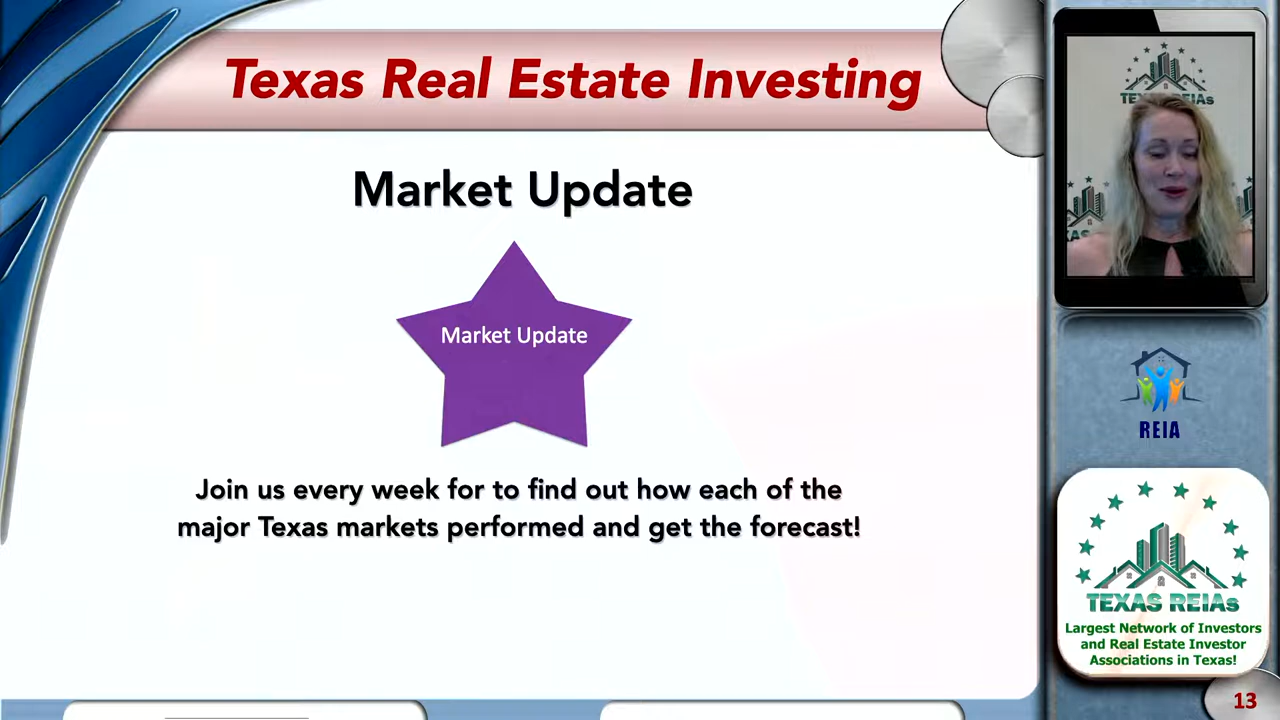 Texas Real Estate Investing
Market Update
Market Update
Join us every week for to find out how each of the
major Texas markets performed and get the forecast!
TEXAS REIAs
REIA
TEXAS REIAs
Largest Network of Investors
and Real Estate Investor
Associations in Texas!
13